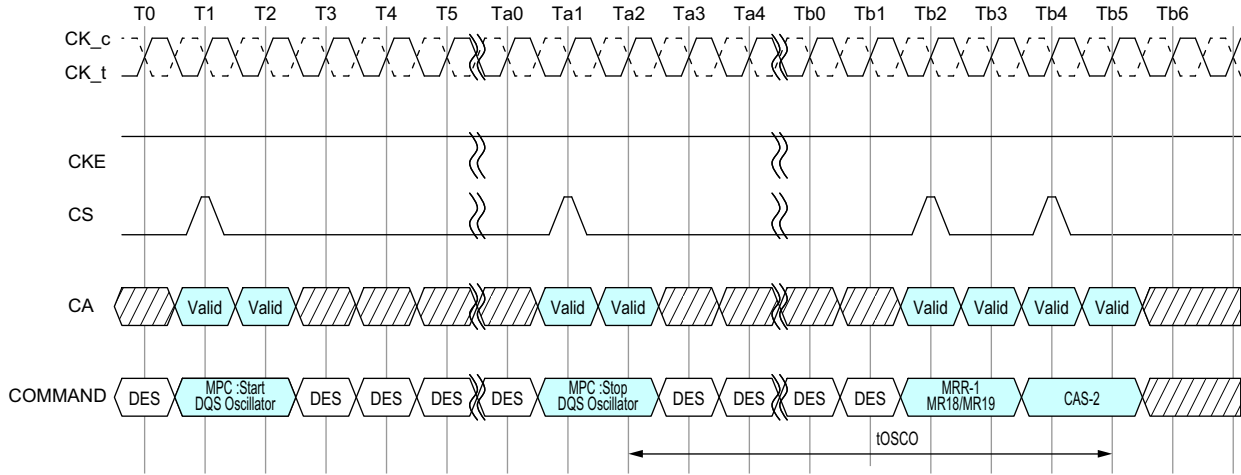 T0 T1 T2 T3 T4 T5 Ta0 Ta1 Ta2 Ta3 Ta4 Tb0 Tb1 Tb2 Tb3 Tb4 Tb5 Tb6
CK_c
CK_t
CKE
CS
CA Valid Valid Valid Valid Valid Valid Valid Valid
COMMAND DES MPC :Start DES DES DES DES MPC :Stop DES DES DES DES MRR-1 CAS-2
DQS Oscillator DQS Oscillator MR18/MR19
tOSCO